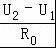 U₂ - U₁
R₀